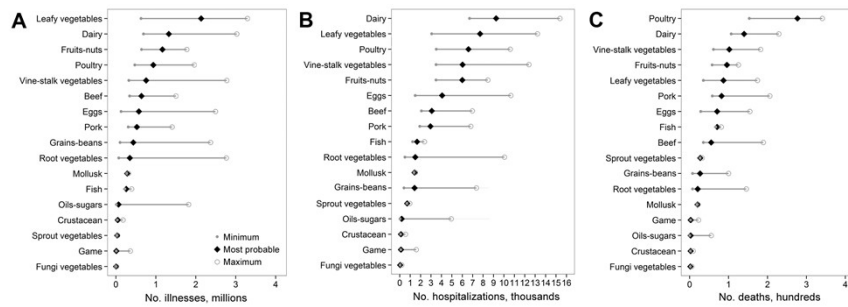 A
Leafy vegetables
Dairy
Fruits-nuts
Poultry
Vine-stalk vegetables
Beef
Eggs
Pork
Grains-beans
Root vegetables
Mollusk
Fish
Oils-sugars
Crustacean
Sprout vegetables
Game
Fungi vegetables
Minimum
Most probable
Maximum
0 1 2 3 4
No. illnesses, millions
B
Dairy
Leafy vegetables
Poultry
Vine-stalk vegetables
Fruits-nuts
Eggs
Beef
Pork
Fish
Root vegetables
Mollusk
Grains-beans
Sprout vegetables
Oils-sugars
Crustacean
Game
Fungi vegetables
0 1 2 3 4 5 6 7 8 9 10 11 12 13 14 15 16
No. hospitalizations, thousands
C
Poultry
Dairy
Vine-stalk vegetables
Fruits-nuts
Leafy vegetables
Pork
Eggs
Fish
Beef
Sprout vegetables
Grains-beans
Root vegetables
Mollusk
Game
Oils-sugars
Crustacean
Fungi vegetables
0 1 2 3 4
No. deaths, hundreds